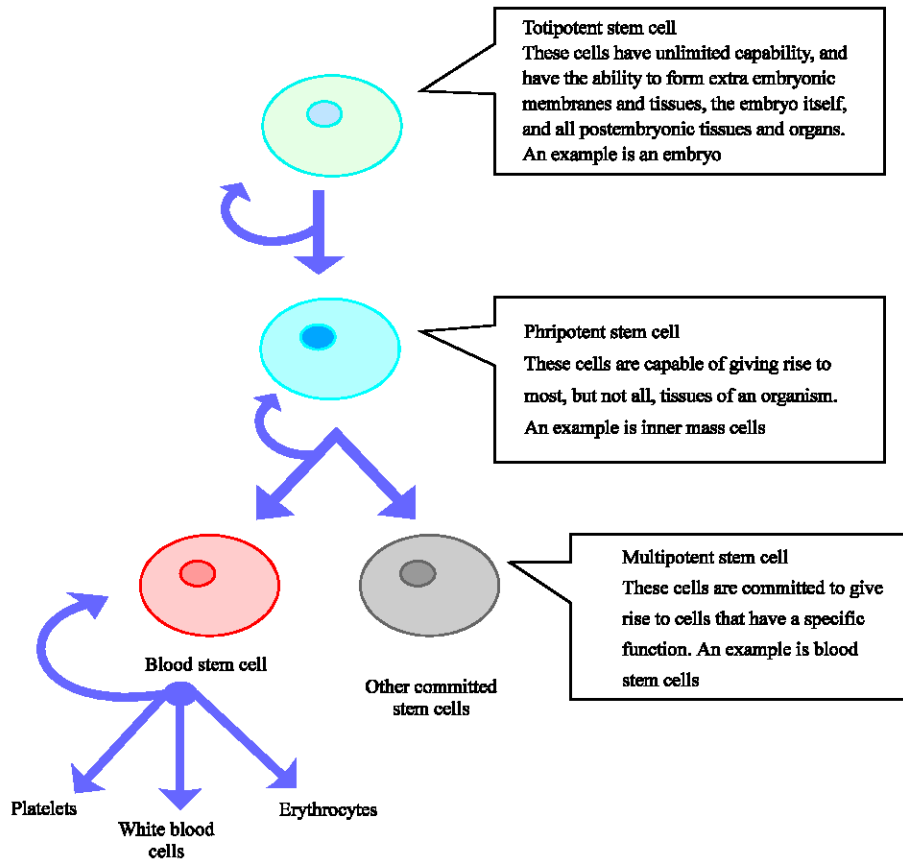 Totipotent stem cell
These cells have unlimited capability, and
have the ability to form extra embryonic
membranes and tissues, the embryo itself,
and all postembryonic tissues and organs.
An example is an embryo
Phripotent stem cell
These cells are capable of giving rise to
most, but not all, tissues of an organism.
An example is inner mass cells
Multipotent stem cell
These cells are committed to give
rise to cells that have a specific
function. An example is blood
stem cells
Blood stem cell
Other committed
stem cells
Platelets
White blood
cells
Erythrocytes